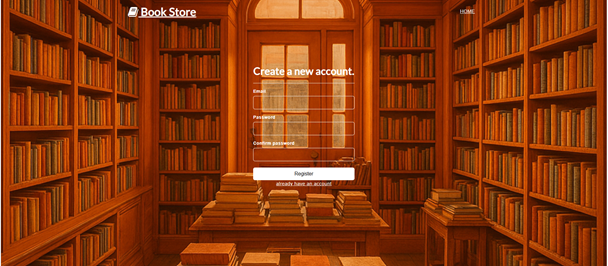 Book Store
HOME
Create a new account.
Email
Password
Confirm password
Register
already have an account